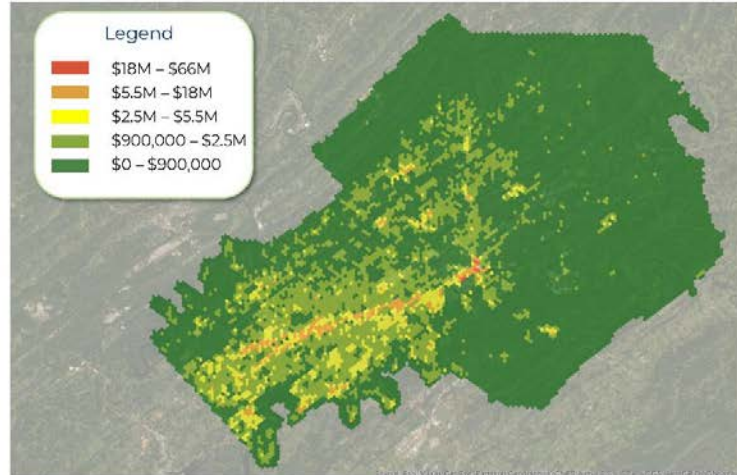 Legend
$18M – $66M
$5.5M – $18M
$2.5M – $5.5M
$900,000 – $2.5M
$0 – $900,000